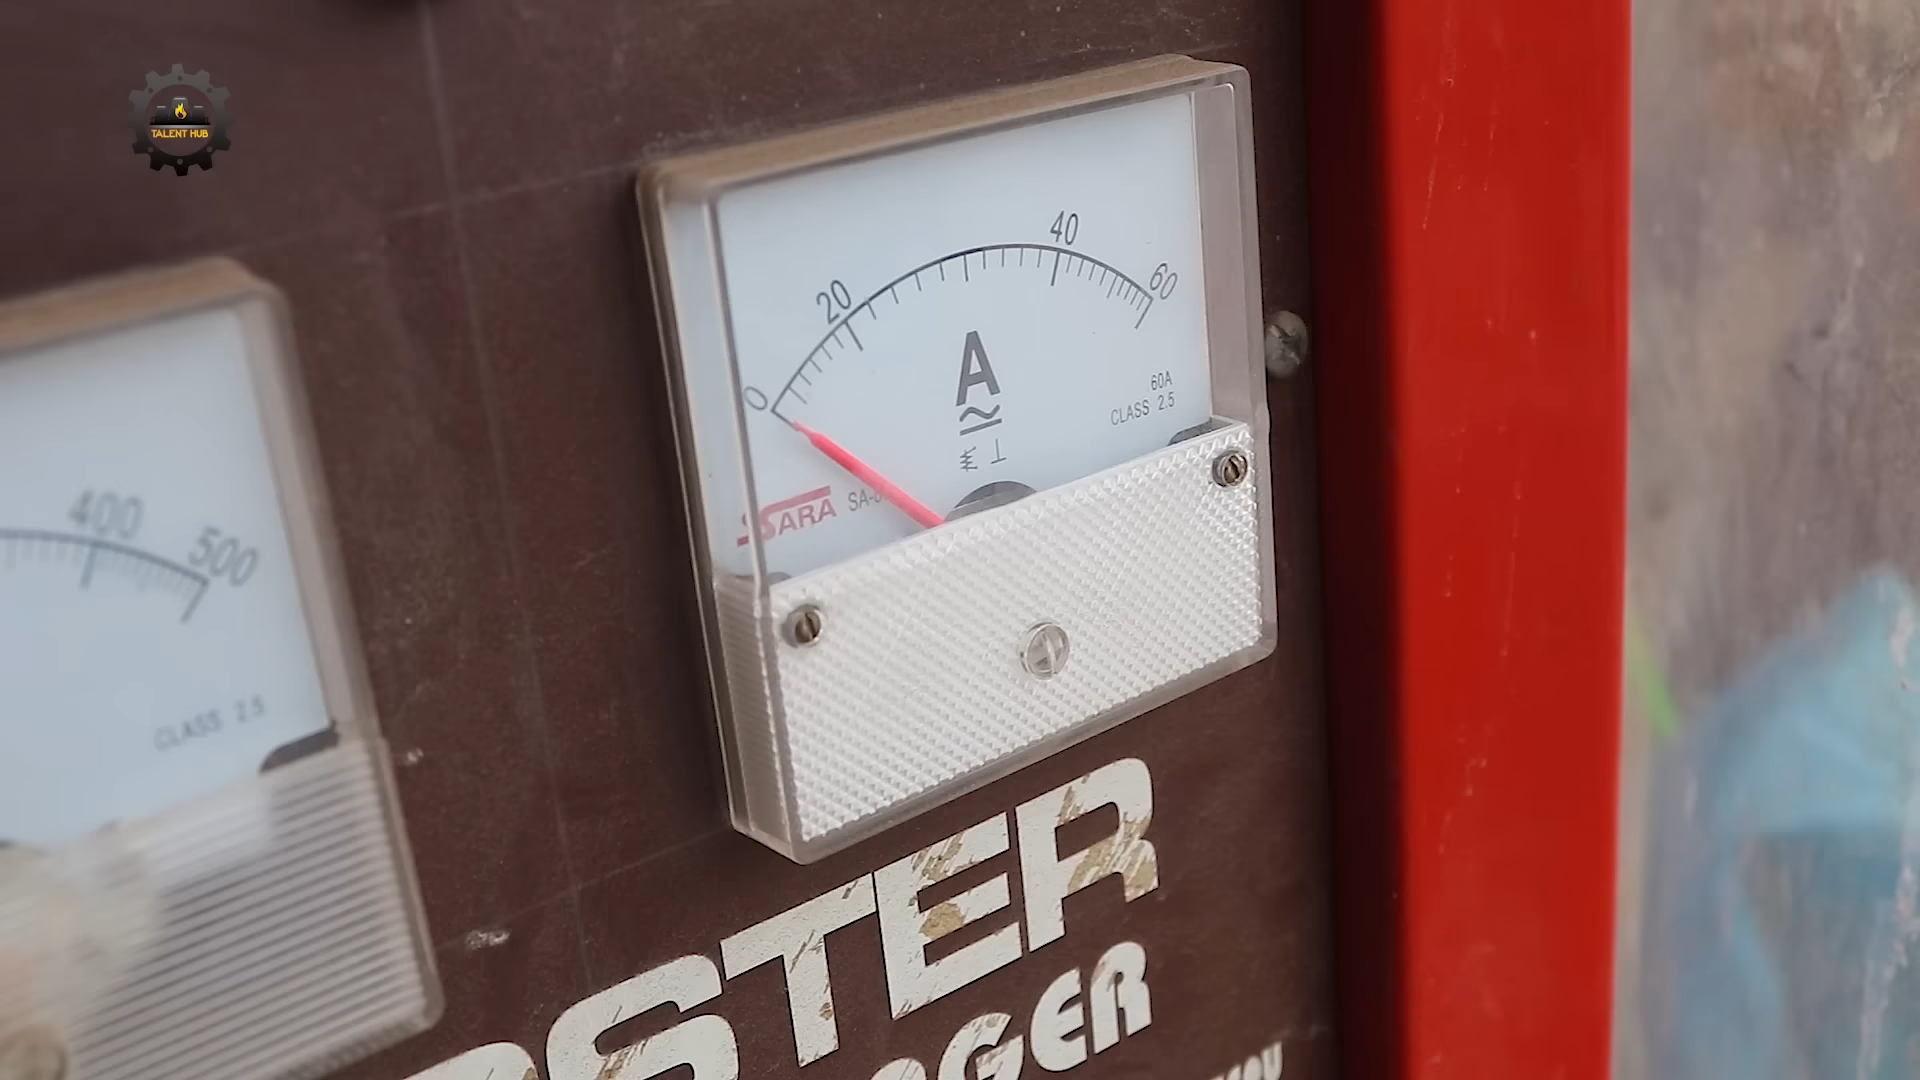 TALENT HUB
0 20 40 60
A
60A
CLASS 2.5
SARA
400 500
CLASS 2.5
STER
GER